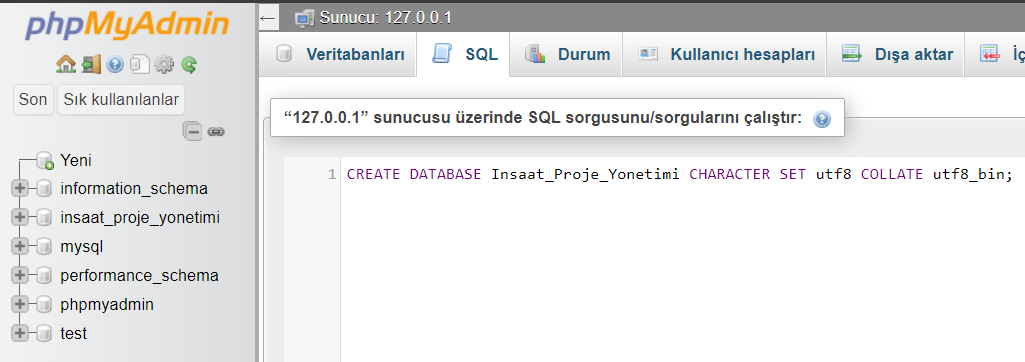 phpMyAdmin
Son Sık kullanılanlar
Yeni
information_schema
insaat_proje_yonetimi
mysql
performance_schema
phpmyadmin
test
Sunucu: 127.0.0.1
Veritabanları SQL Durum Kullanıcı hesapları Dışa aktar İç
“127.0.0.1” sunucusu üzerinde SQL sorgusunu/sorgularını çalıştır:
1 CREATE DATABASE Insaat_Proje_Yonetimi CHARACTER SET utf8 COLLATE utf8_bin;